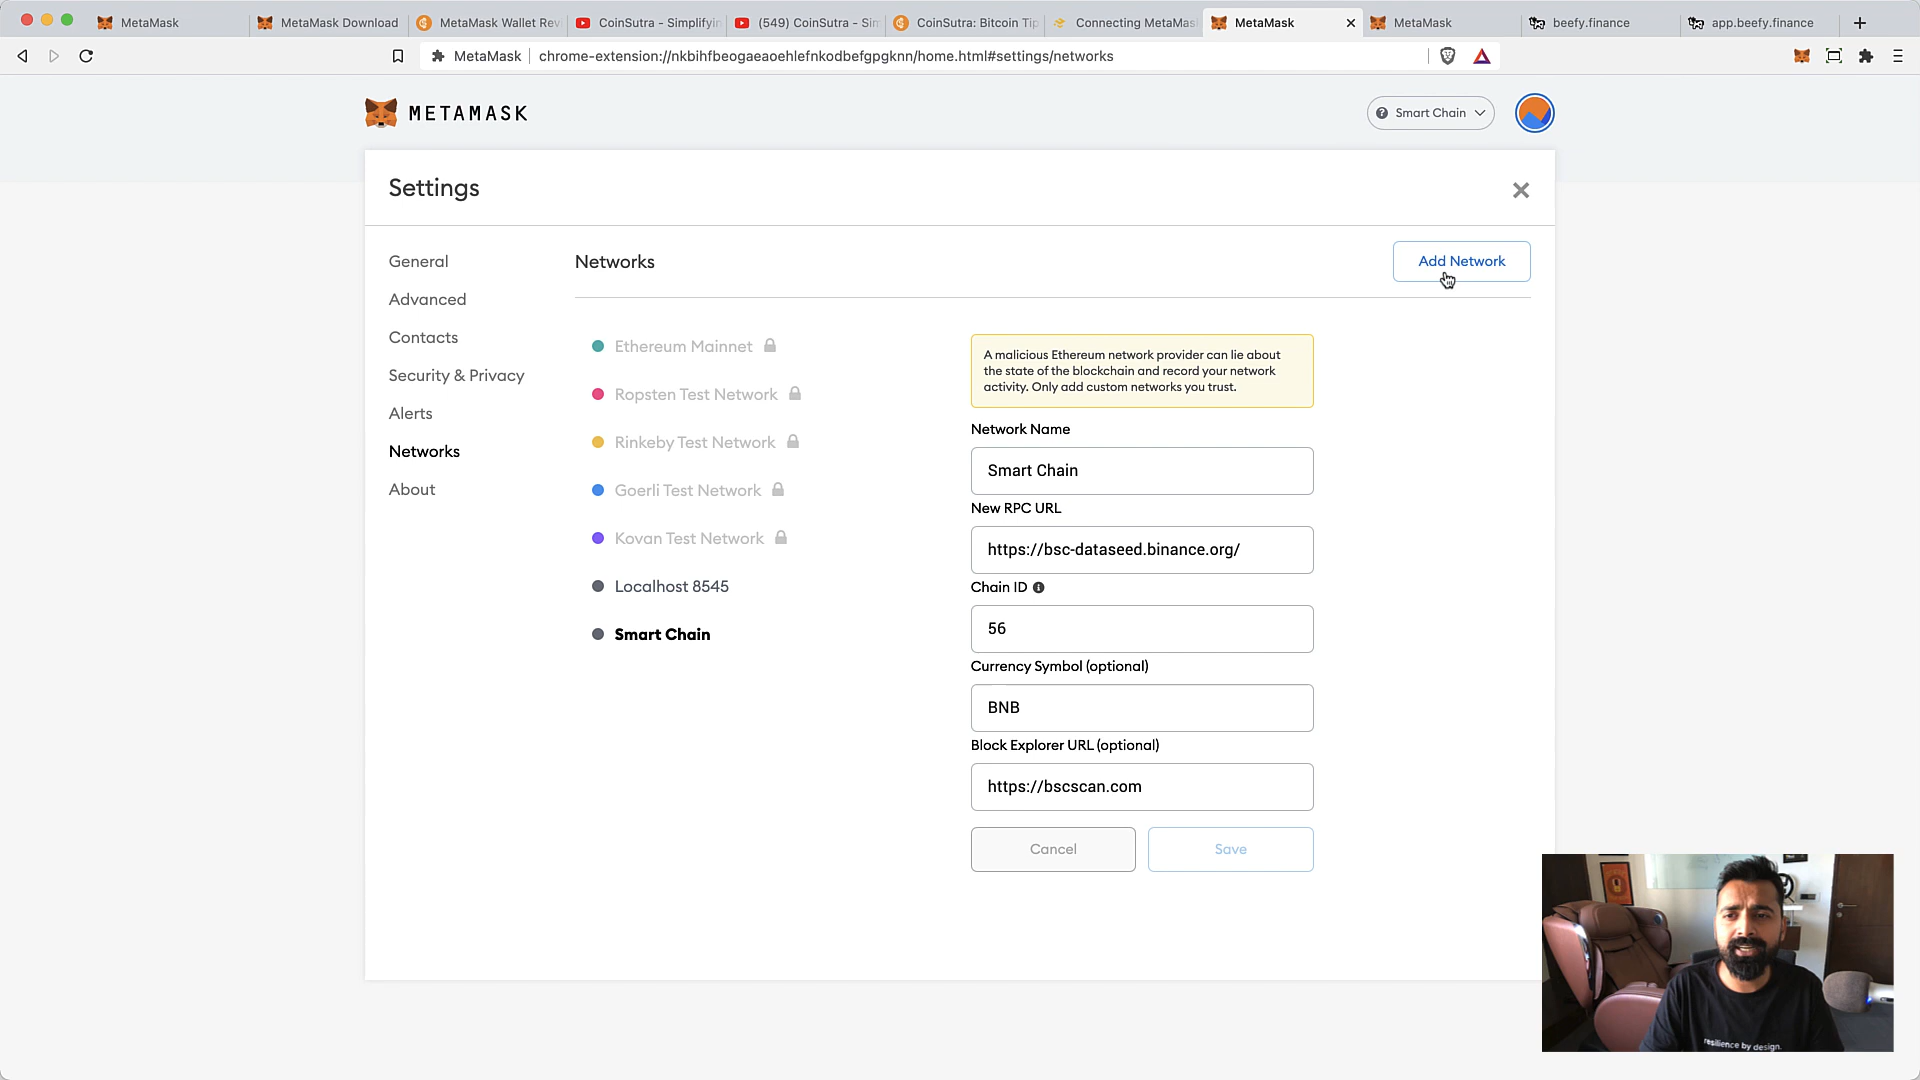 MetaMask
MetaMask Download
MetaMask Wallet Rev
CoinSutra - Simplifyin
(549) CoinSutra - Sim
CoinSutra: Bitcoin Tip
Connecting MetaMas
MetaMask
MetaMask
beefy.finance
app.beefy.finance
MetaMask
chrome-extension://nkbihfbeogaeaoehlefnkodbefgpgknn/home.html#settings/networks
METAMASK
Smart Chain
Settings
General
Advanced
Contacts
Security & Privacy
Alerts
Networks
About
Networks
Add Network
Ethereum Mainnet
Ropsten Test Network
Rinkeby Test Network
Goerli Test Network
Kovan Test Network
Localhost 8545
Smart Chain
A malicious Ethereum network provider can lie about
the state of the blockchain and record your network
activity. Only add custom networks you trust.
Network Name
Smart Chain
New RPC URL
https://bsc-dataseed.binance.org/
Chain ID
56
Currency Symbol (optional)
BNB
Block Explorer URL (optional)
https://bscscan.com
Cancel
Save
resilience by design.